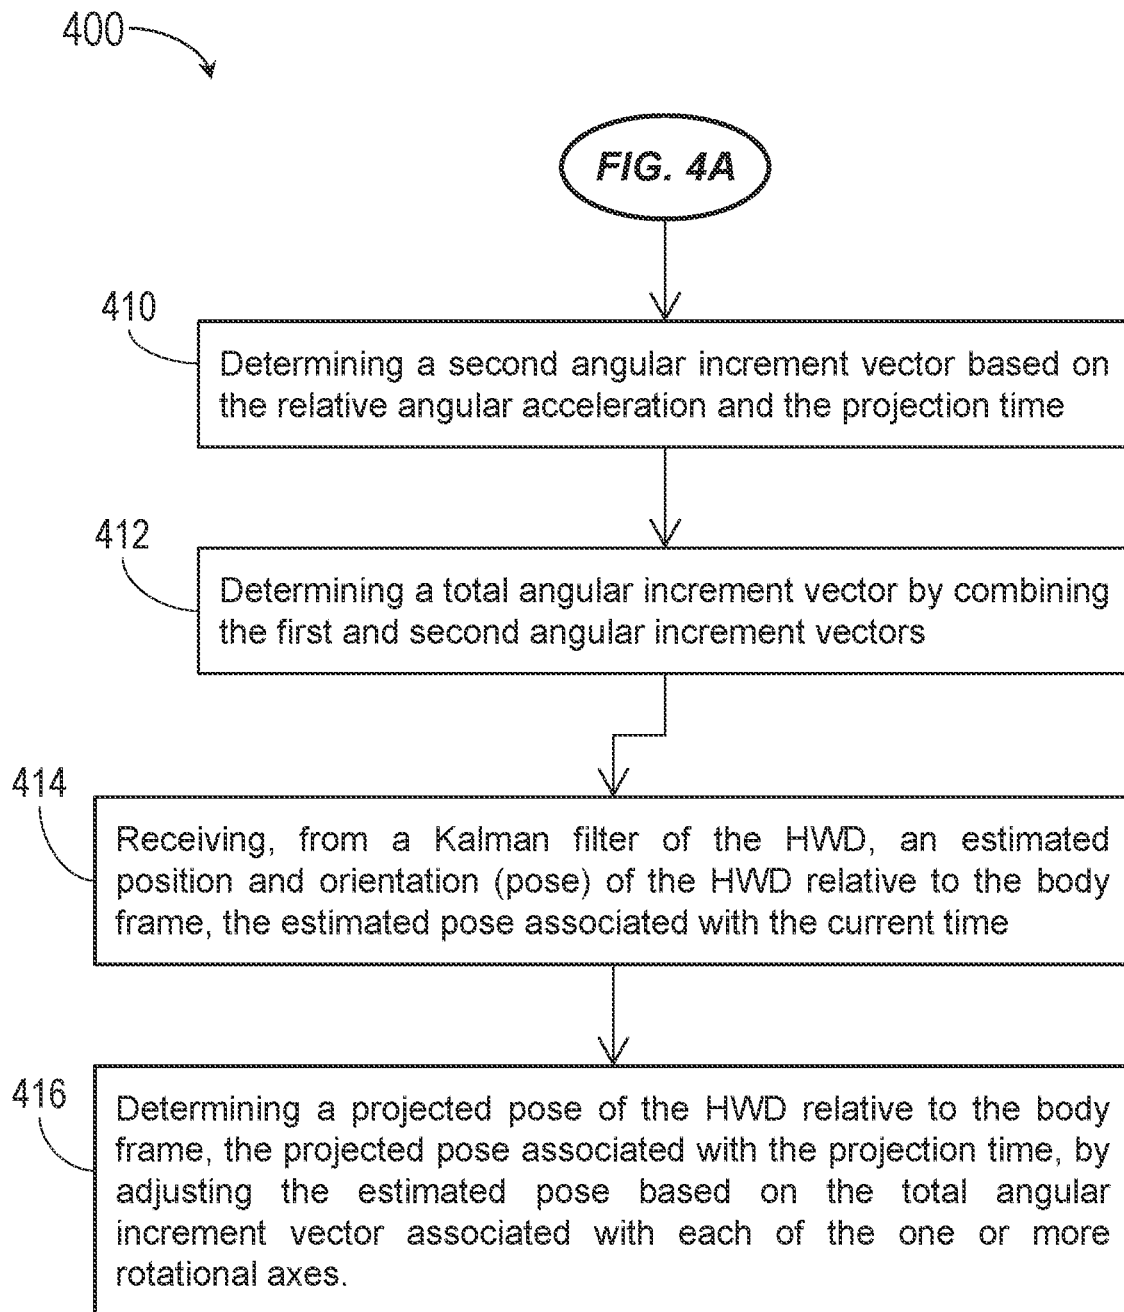 400
FIG. 4A
410
Determining a second angular increment vector based on
the relative angular acceleration and the projection time
412
Determining a total angular increment vector by combining
the first and second angular increment vectors
414
Receiving, from a Kalman filter of the HWD, an estimated
position and orientation (pose) of the HWD relative to the body
frame, the estimated pose associated with the current time
416
Determining a projected pose of the HWD relative to the body
frame, the projected pose associated with the projection time, by
adjusting the estimated pose based on the total angular
increment vector associated with each of the one or more
rotational axes.